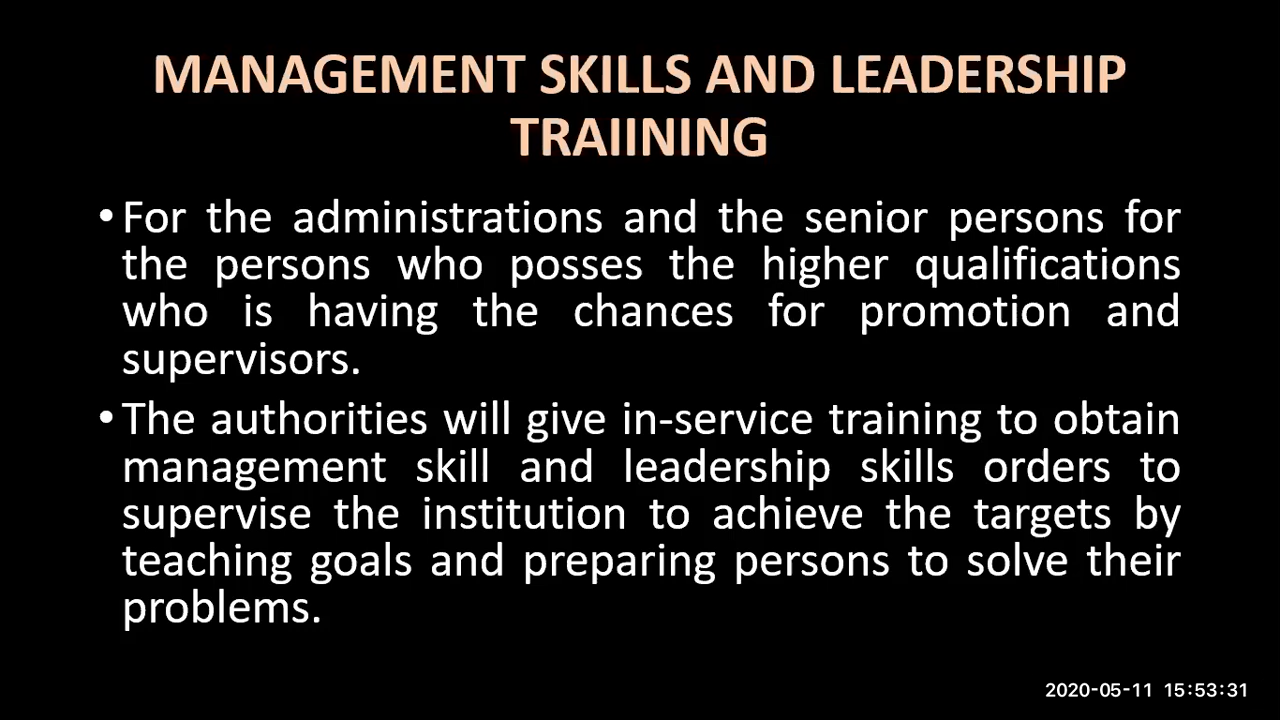 MANAGEMENT SKILLS AND LEADERSHIP
TRAIINING
•For the administrations and the senior persons for
the persons who posses the higher qualifications
who is having the chances for promotion and
supervisors.
•The authorities will give in-service training to obtain
management skill and leadership skills orders to
supervise the institution to achieve the targets by
teaching goals and preparing persons to solve their
problems.
2020-05-11 15:53:31